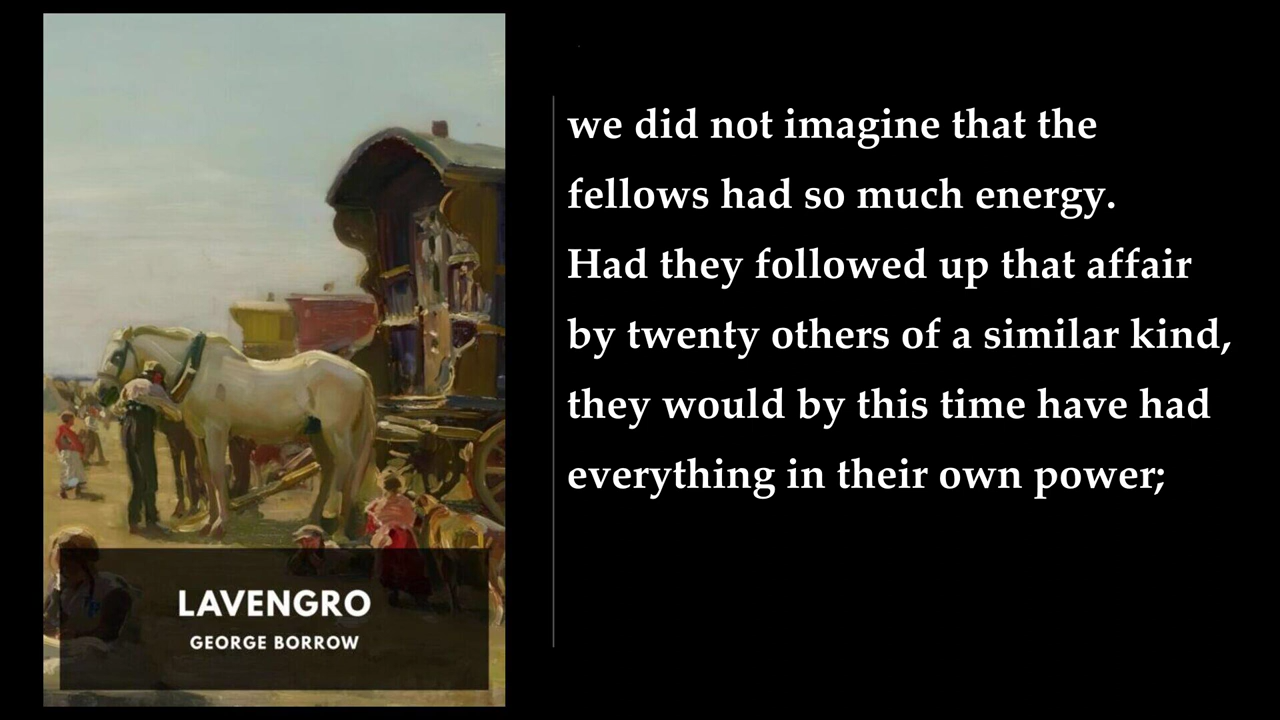 LAVENGRO
GEORGE BORROW
we did not imagine that the
fellows had so much energy.
Had they followed up that affair
by twenty others of a similar kind,
they would by this time have had
everything in their own power;